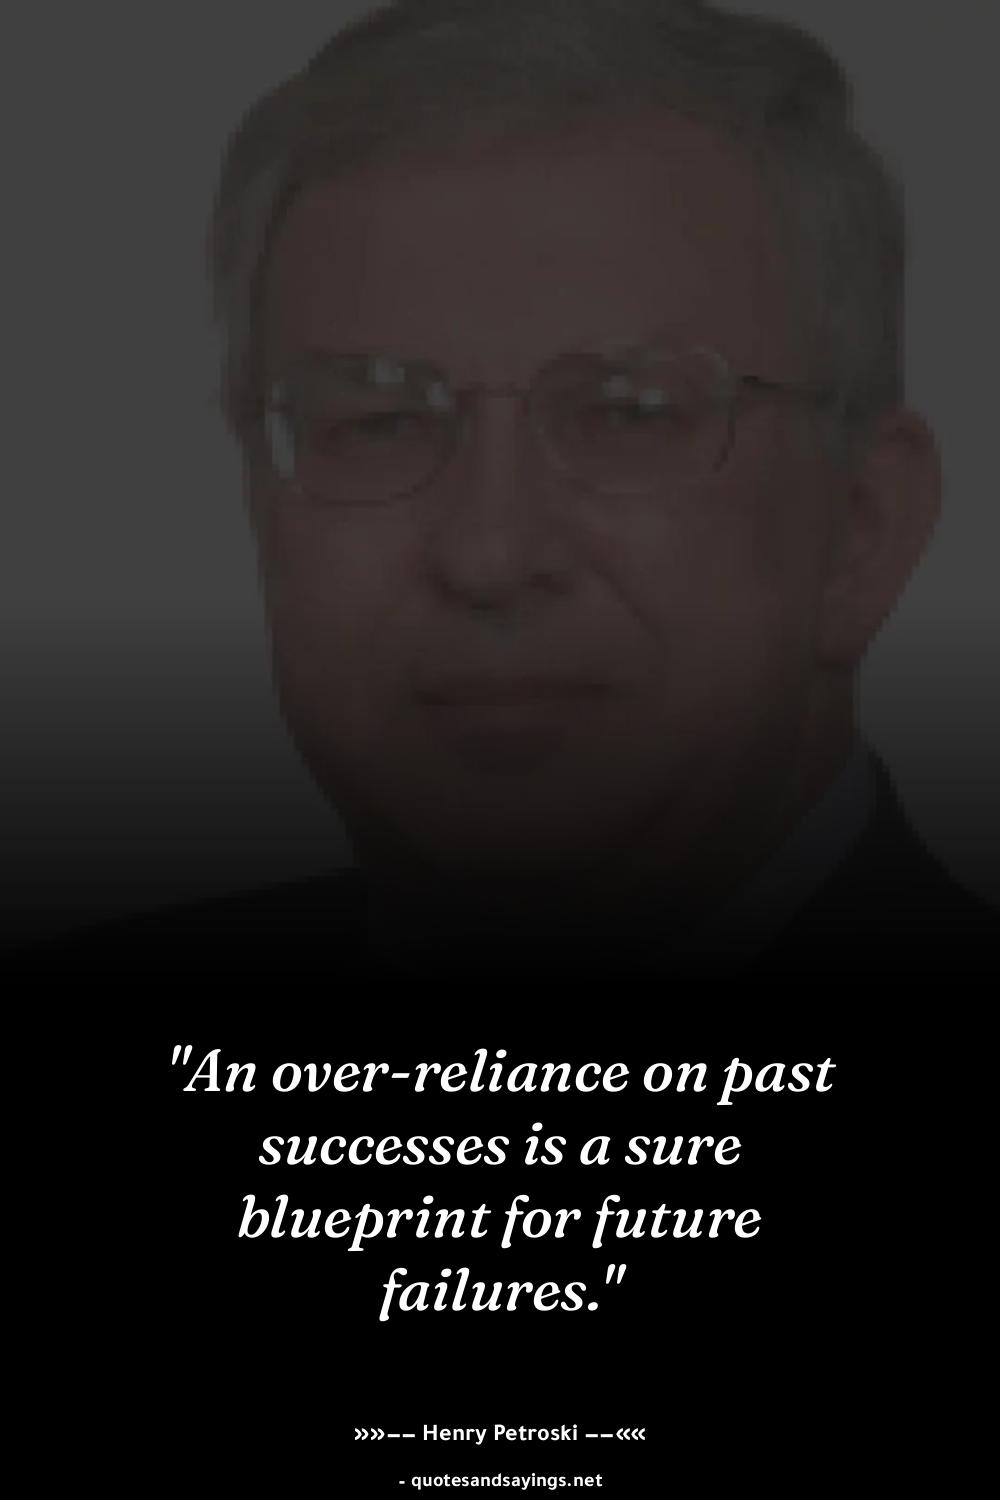 "An over-reliance on past
successes is a sure
blueprint for future
failures."
»»−− Henry Petroski −−««
- quotesandsayings.net